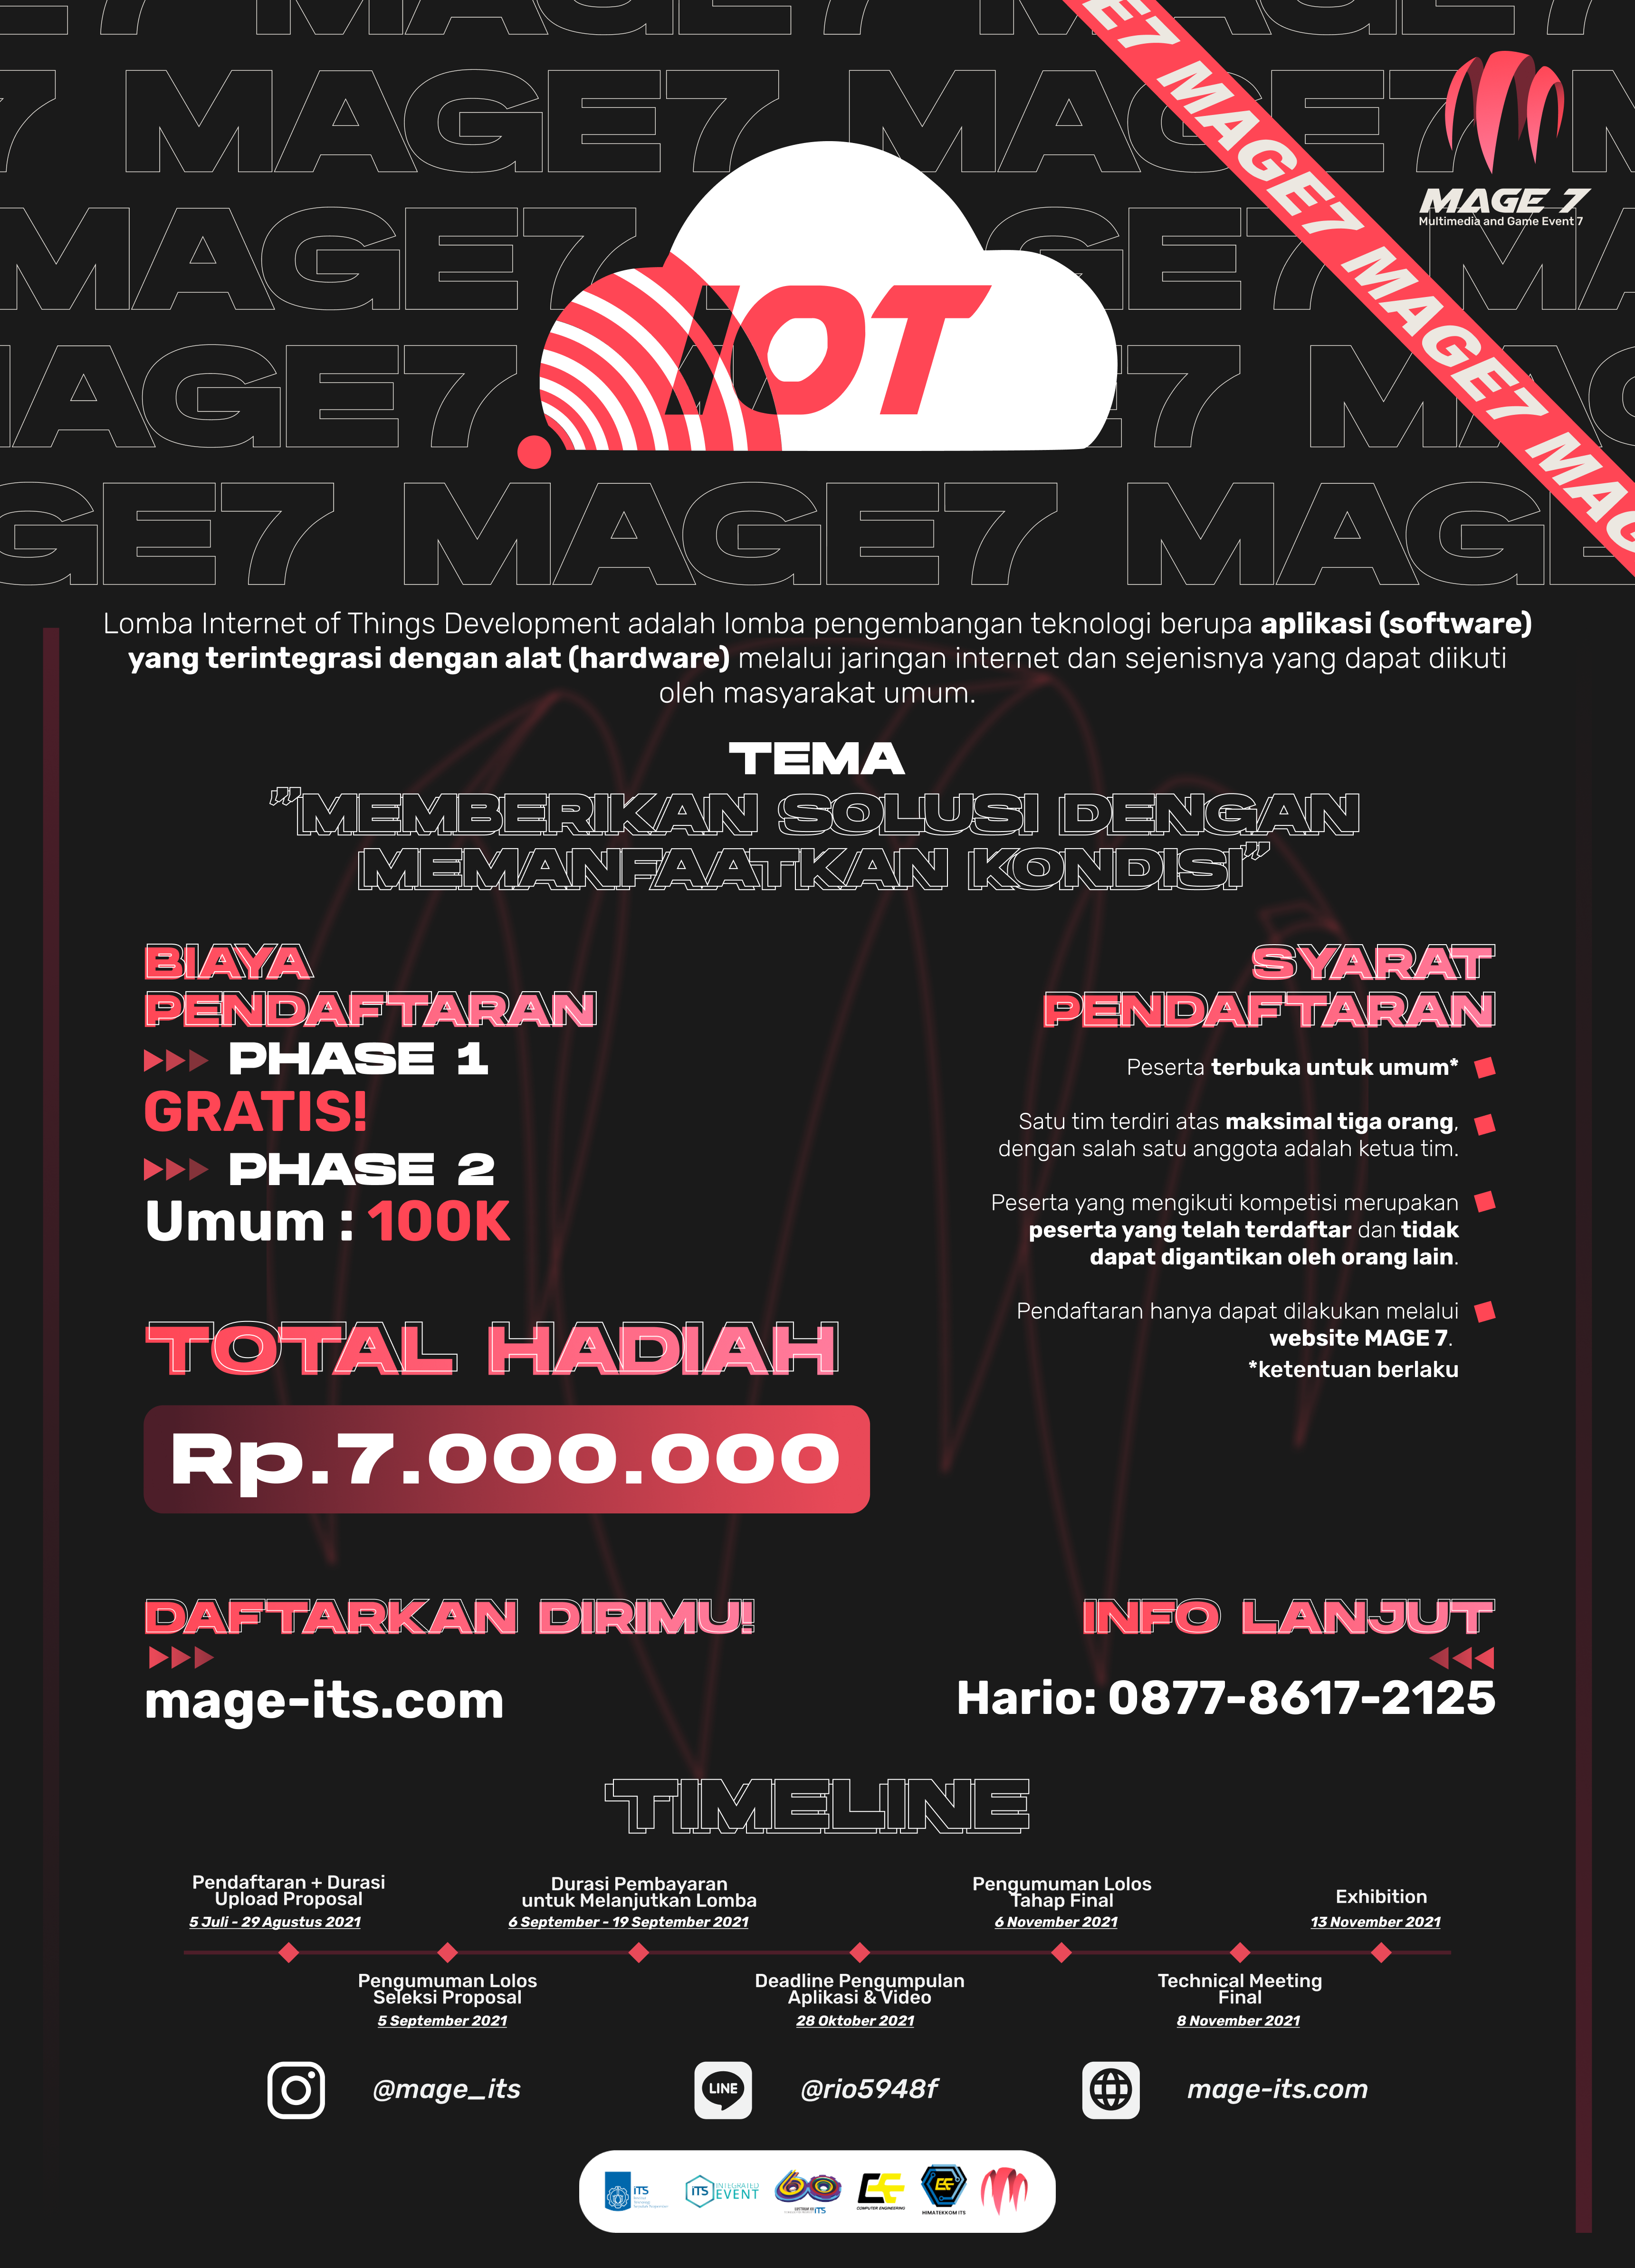 MAGE7 MAGE7 MAGE7
MAGE7 MAGE7 MAGE7 MAGE7
MAGE 7
Multimedia and Game Event 7
IOT
Lomba Internet of Things Development adalah lomba pengembangan teknologi berupa aplikasi (software)
yang terintegrasi dengan alat (hardware) melalui jaringan internet dan sejenisnya yang dapat diikuti
oleh masyarakat umum.
TEMA
"MEMBERIKAN SOLUSI DENGAN
MEMANFAATKAN KONDISI"
BIAYA
PENDAFTARAN
PHASE 1
GRATIS!
PHASE 2
Umum : 100K
SYARAT
PENDAFTARAN
Peserta terbuka untuk umum*
Satu tim terdiri atas maksimal tiga orang,
dengan salah satu anggota adalah ketua tim.
Peserta yang mengikuti kompetisi merupakan
peserta yang telah terdaftar dan tidak
dapat digantikan oleh orang lain.
Pendaftaran hanya dapat dilakukan melalui
website MAGE 7.
*ketentuan berlaku
TOTAL HADIAH
Rp.7.000.000
DAFTARKAN DIRIMU!
mage-its.com
INFO LANJUT
Hario: 0877-8617-2125
TIMELINE
Pendaftaran + Durasi
Upload Proposal
5 Juli - 29 Agustus 2021
Pengumuman Lolos
Seleksi Proposal
5 September 2021
Durasi Pembayaran
untuk Melanjutkan Lomba
6 September - 19 September 2021
Deadline Pengumpulan
Aplikasi & Video
28 Oktober 2021
Pengumuman Lolos
Tahap Final
6 November 2021
Technical Meeting
Final
8 November 2021
Exhibition
13 November 2021
@mage_its
LINE
@rio5948f
mage-its.com
ITS
ITS INTEGRATED
EVENT
60
ITS
CE
COMPUTER ENGINEERING
HIMATEKKOM ITS